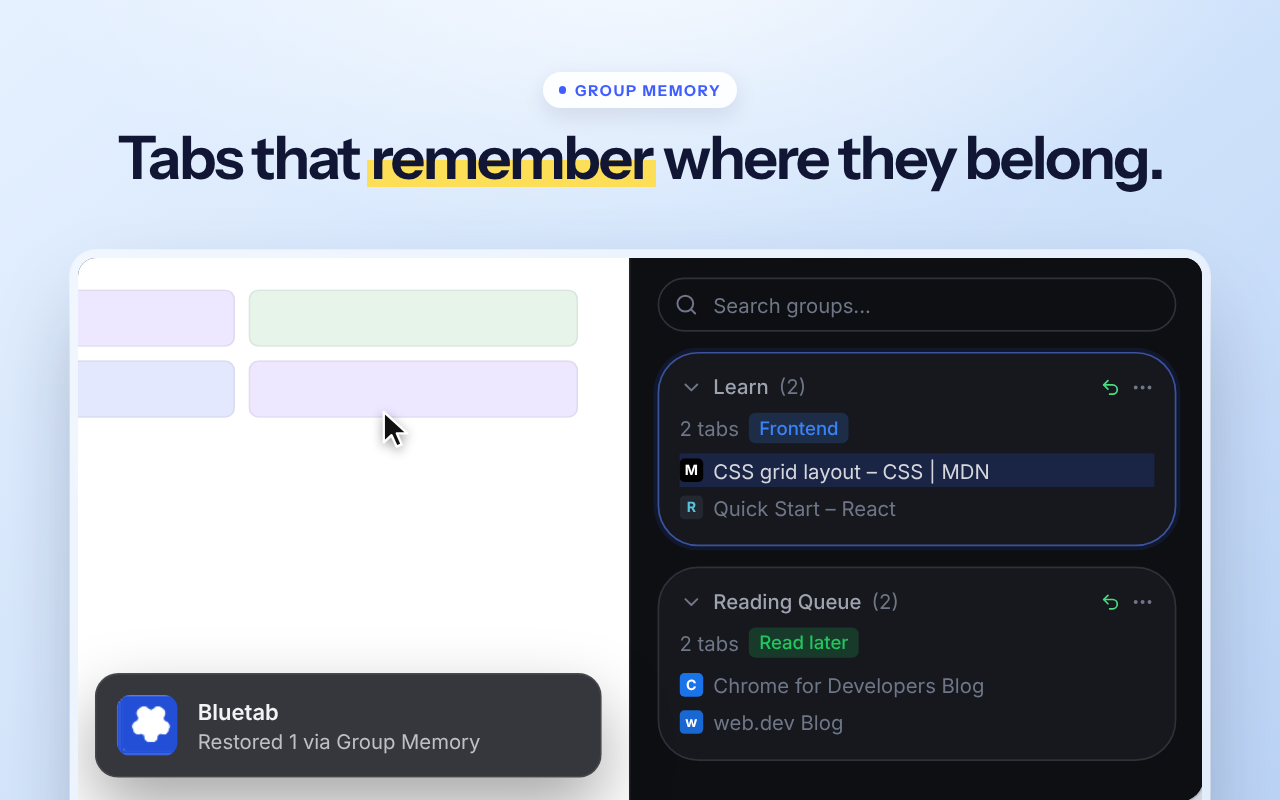 GROUP MEMORY
Tabs that remember where they belong.
Search groups...
Learn (2)
2 tabs Frontend
M CSS grid layout – CSS | MDN
R Quick Start – React
Reading Queue (2)
2 tabs Read later
C Chrome for Developers Blog
w web.dev Blog
Bluetab
Restored 1 via Group Memory